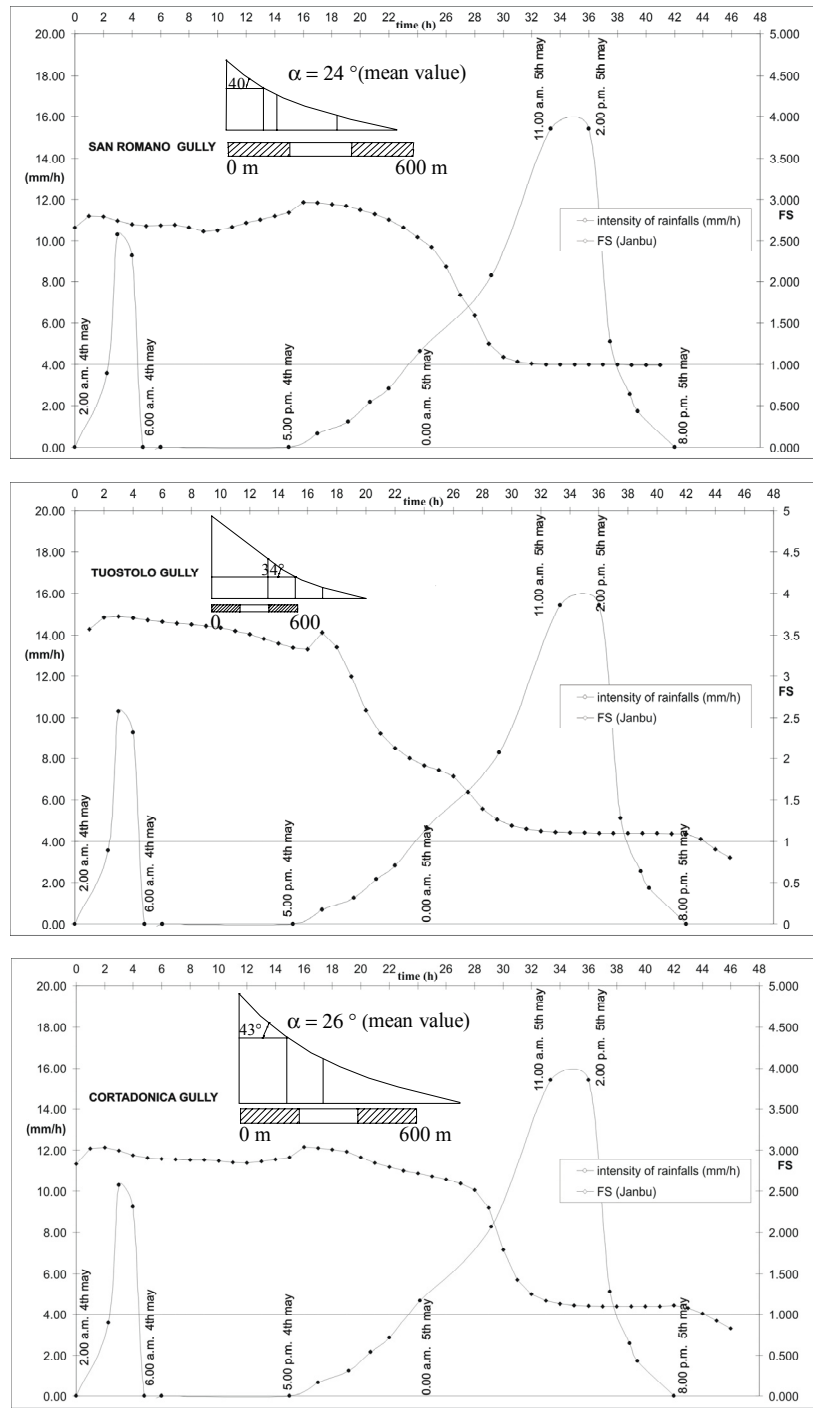 0 2 4 6 8 10 12 14 16 18 20 22 24 26 28 30 32 34 36 38 40 42 44 46 48
time (h)
20.00 18.00 16.00 14.00 12.00 10.00 8.00 6.00 4.00 2.00 0.00
(mm/h)
5.000 4.500 4.000 3.500 3.000 2.500 2.000 1.500 1.000 0.500 0.000
FS
SAN ROMANO GULLY
40
α = 24 ° (mean value)
0 m 600 m
intensity of rainfalls (mm/h)
FS (Janbu)
2.00 a.m. 4th may
6.00 a.m. 4th may
5.00 p.m. 4th may
0.00 a.m. 5th may
11.00 a.m. 5th may
2.00 p.m. 5th may
8.00 p.m. 5th may
0 2 4 6 8 10 12 14 16 18 20 22 24 26 28 30 32 34 36 38 40 42 44 46 48
time (h)
20.00 18.00 16.00 14.00 12.00 10.00 8.00 6.00 4.00 2.00 0.00
(mm/h)
5 4.5 4 3.5 3 2.5 2 1.5 1 0.5 0
FS
TUOSTOLO GULLY
34°
0 600
intensity of rainfalls (mm/h)
FS (Janbu)
2.00 a.m. 4th may
6.00 a.m. 4th may
5.00 p.m. 4th may
0.00 a.m. 5th may
11.00 a.m. 5th may
2.00 p.m. 5th may
8.00 p.m. 5th may
0 2 4 6 8 10 12 14 16 18 20 22 24 26 28 30 32 34 36 38 40 42 44 46 48
time (h)
20.00 18.00 16.00 14.00 12.00 10.00 8.00 6.00 4.00 2.00 0.00
(mm/h)
5.000 4.500 4.000 3.500 3.000 2.500 2.000 1.500 1.000 0.500 0.000
FS
CORTADONICA GULLY
43°
α = 26 ° (mean value)
0 m 600 m
intensity of rainfalls (mm/h)
FS (Janbu)
2.00 a.m. 4th may
6.00 a.m. 4th may
5.00 p.m. 4th may
0.00 a.m. 5th may
11.00 a.m. 5th may
2.00 p.m. 5th may
8.00 p.m. 5th may